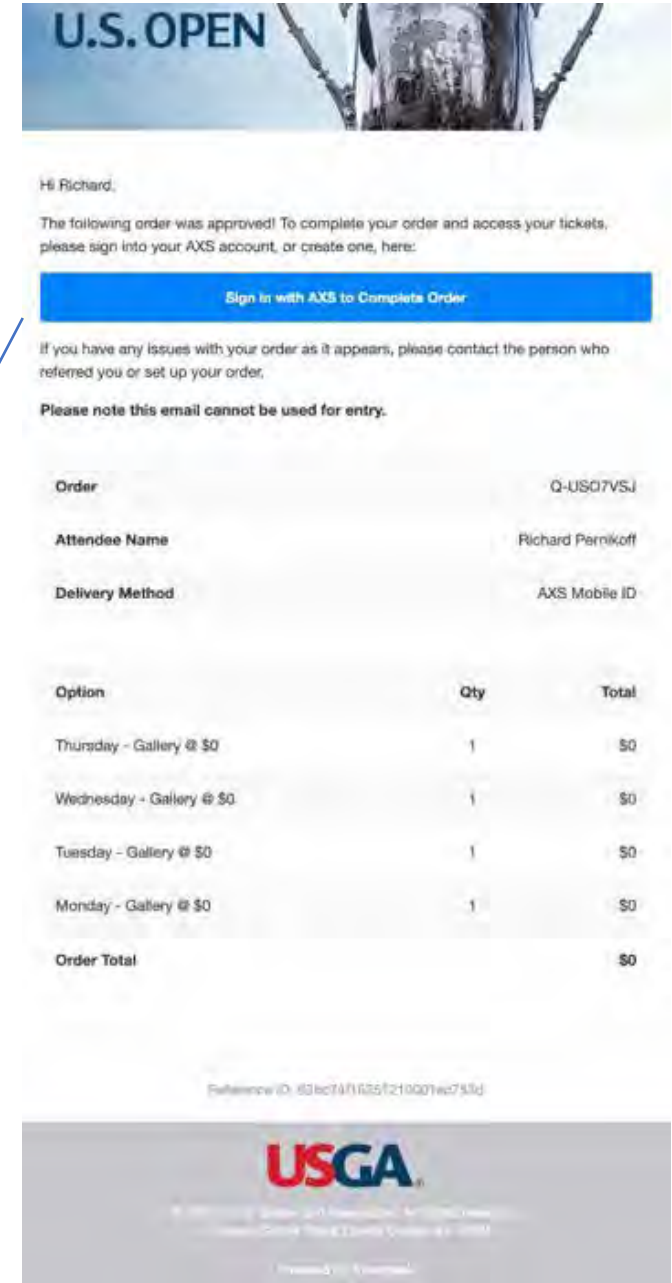 U.S. OPEN
Hi Richard,
The following order was approved! To complete your order and access your tickets,
please sign into your AXS account, or create one, here:
Sign in with AXS to Complete Order
If you have any issues with your order as it appears, please contact the person who
referred you or set up your order.
Please note this email cannot be used for entry.
Order Q-USO7VSJ
Attendee Name Richard Pernikoff
Delivery Method AXS Mobile ID
Option Qty Total
Thursday - Gallery @ $0 1 $0
Wednesday - Gallery @ $0 1 $0
Tuesday - Gallery @ $0 1 $0
Monday - Gallery @ $0 1 $0
Order Total $0
Reference ID:
USGA